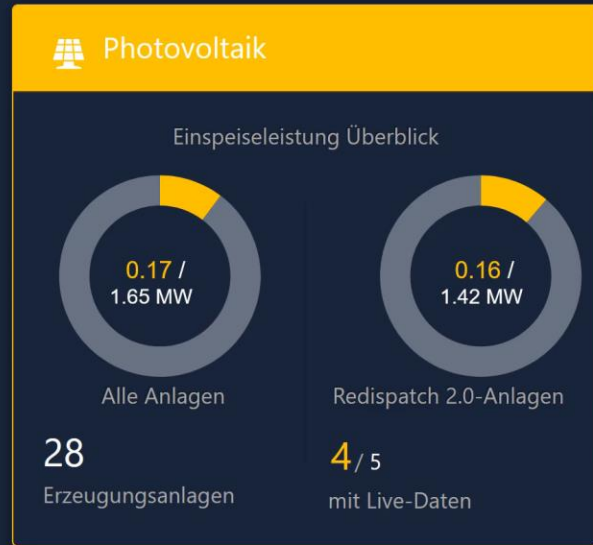 Photovoltaik
Einspeiseleistung Überblick
0.17 /
1.65 MW
Alle Anlagen
28
Erzeugungsanlagen
0.16 /
1.42 MW
Redispatch 2.0-Anlagen
4/ 5
mit Live-Daten